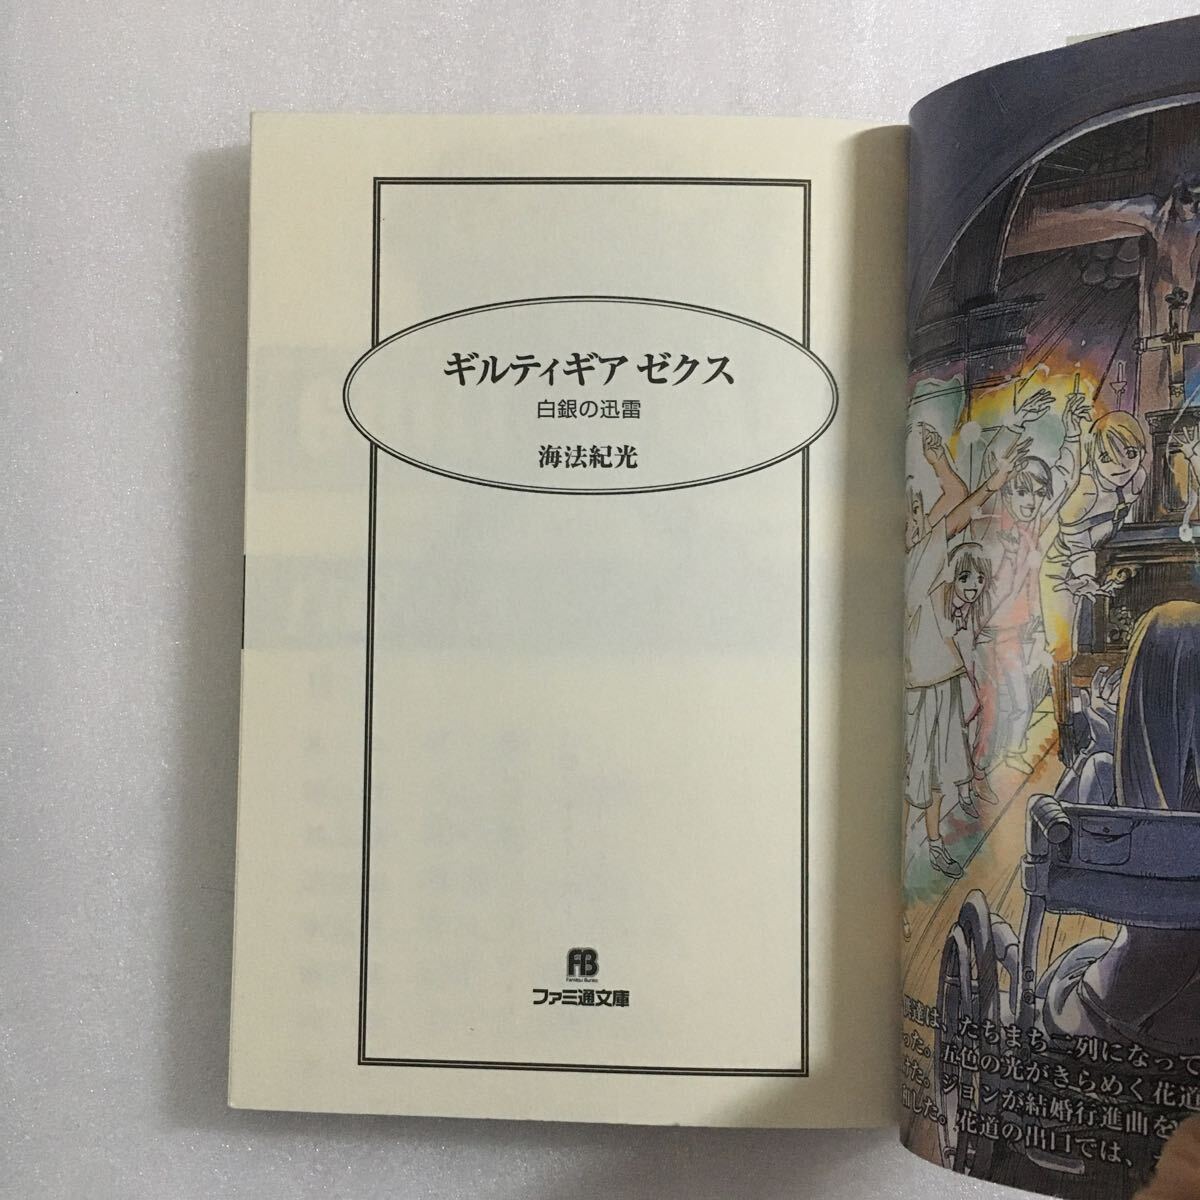 ギルティギア ゼクス
白銀の迅雷
海法紀光
FB
Famitsu Bunko
ファミ通文庫
達は、たちまち二列になって
った。五色の光がきらめく花道
けた。ジョンが結婚行進曲を
した。花道の出口では、